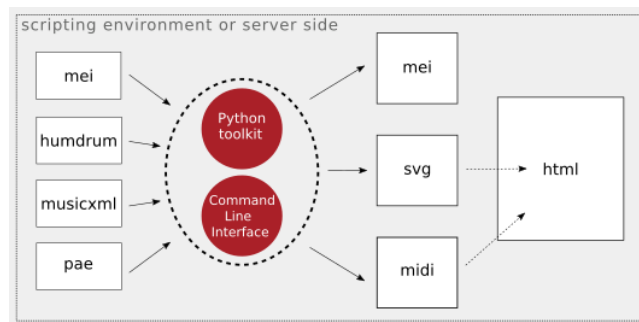 scripting environment or server side
mei
humdrum
musicxml
pae
Python
toolkit
Command
Line
Interface
mei
svg
midi
html